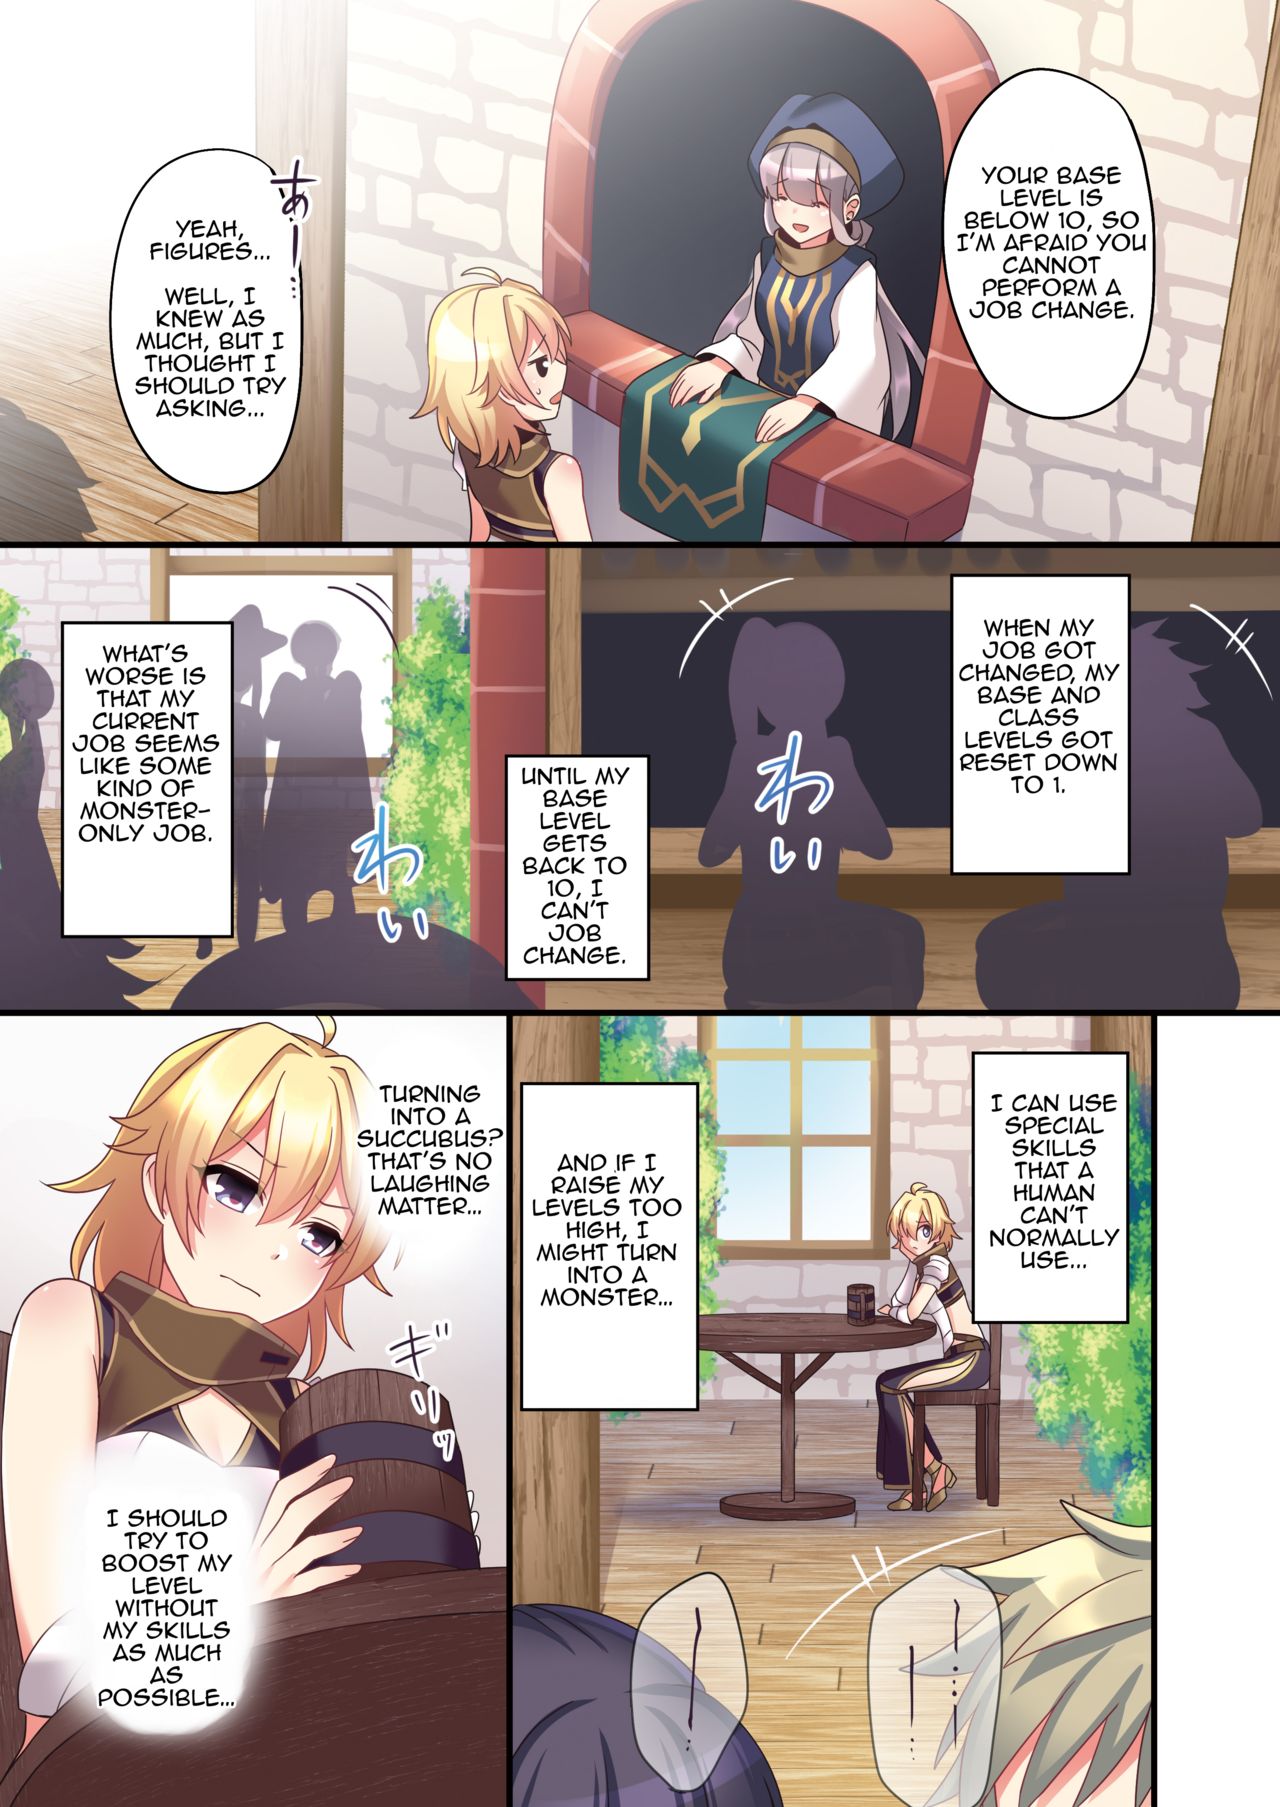 YOUR BASE
LEVEL IS
BELOW 10, SO
I'M AFRAID YOU
CANNOT
PERFORM A
JOB CHANGE.
あー…
YEAH,
FIGURES...
WELL, I
KNEW AS
MUCH, BUT I
THOUGHT I
SHOULD TRY
ASKING...
WHEN MY
JOB GOT
CHANGED, MY
BASE AND
CLASS
LEVELS GOT
RESET DOWN
TO 1.
わい
UNTIL MY
BASE
LEVEL
GETS
BACK TO
10, I
CAN'T
JOB
CHANGE.
わい
WHAT'S
WORSE IS
THAT MY
CURRENT
JOB SEEMS
LIKE SOME
KIND OF
MONSTER-
ONLY JOB.
I CAN USE
SPECIAL
SKILLS
THAT A
HUMAN
CAN'T
NORMALLY
USE...
AND IF I
RAISE MY
LEVELS TOO
HIGH, I
MIGHT TURN
INTO A
MONSTER...
TURNING
INTO A
SUCCUBUS?
THAT'S NO
LAUGHING
MATTER...
ギリッ
I SHOULD
TRY TO
BOOST MY
LEVEL
WITHOUT
MY SKILLS
AS MUCH
AS
POSSIBLE...